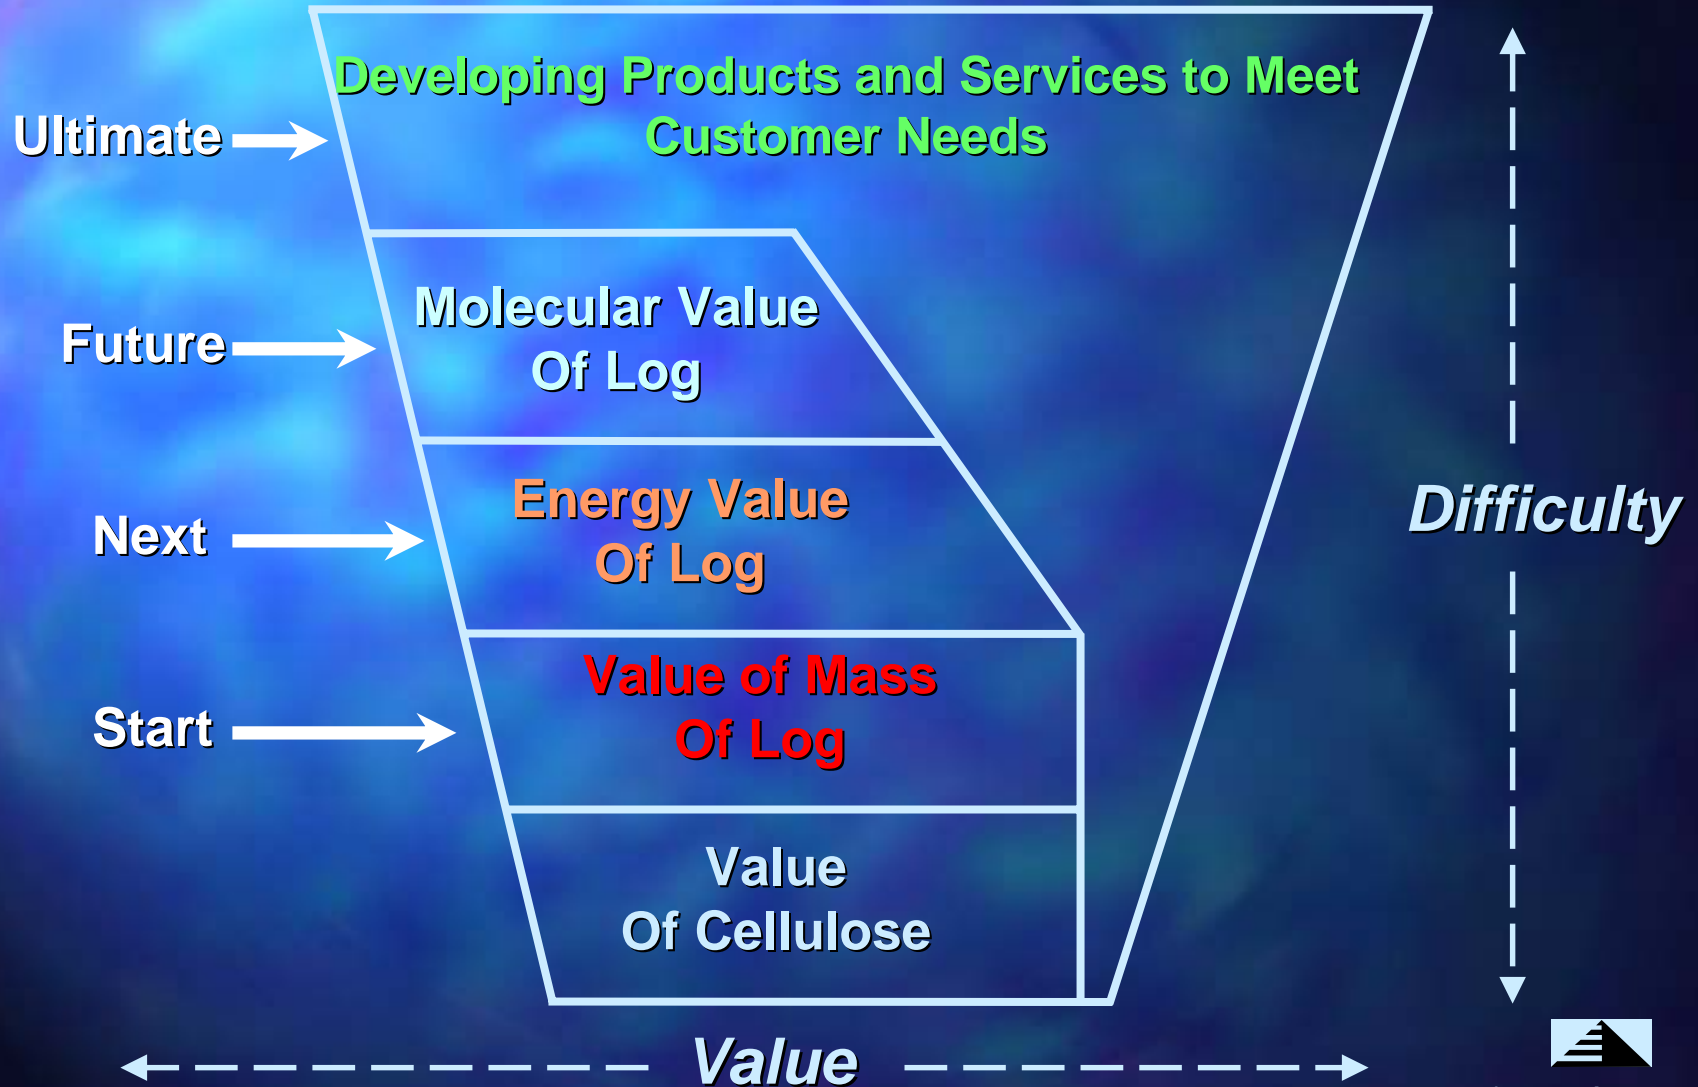 Developing Products and Services to Meet
Customer Needs
Ultimate
Molecular Value
Of Log
Future
Energy Value
Of Log
Next
Difficulty
Value of Mass
Of Log
Start
Value
Of Cellulose
Value